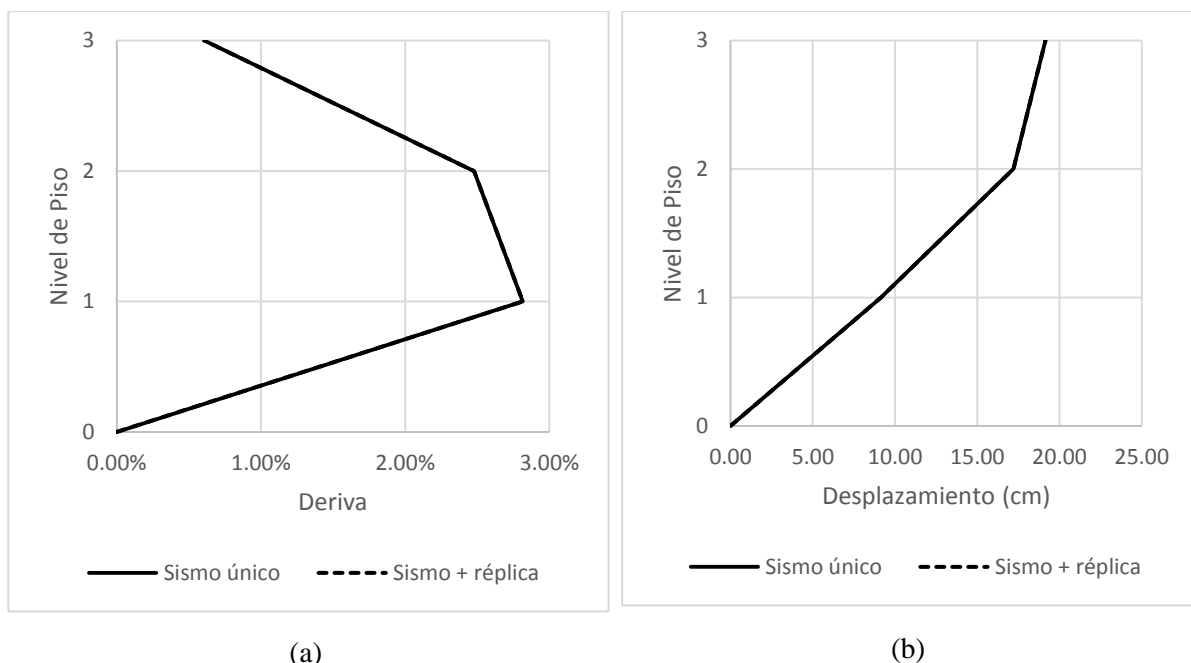 3
2
1
0
Nivel de Piso
0.00% 1.00% 2.00% 3.00%
Deriva
Sismo único Sismo + réplica
(a)
3
2
1
0
Nivel de Piso
0.00 5.00 10.00 15.00 20.00 25.00
Desplazamiento (cm)
Sismo único Sismo + réplica
(b)